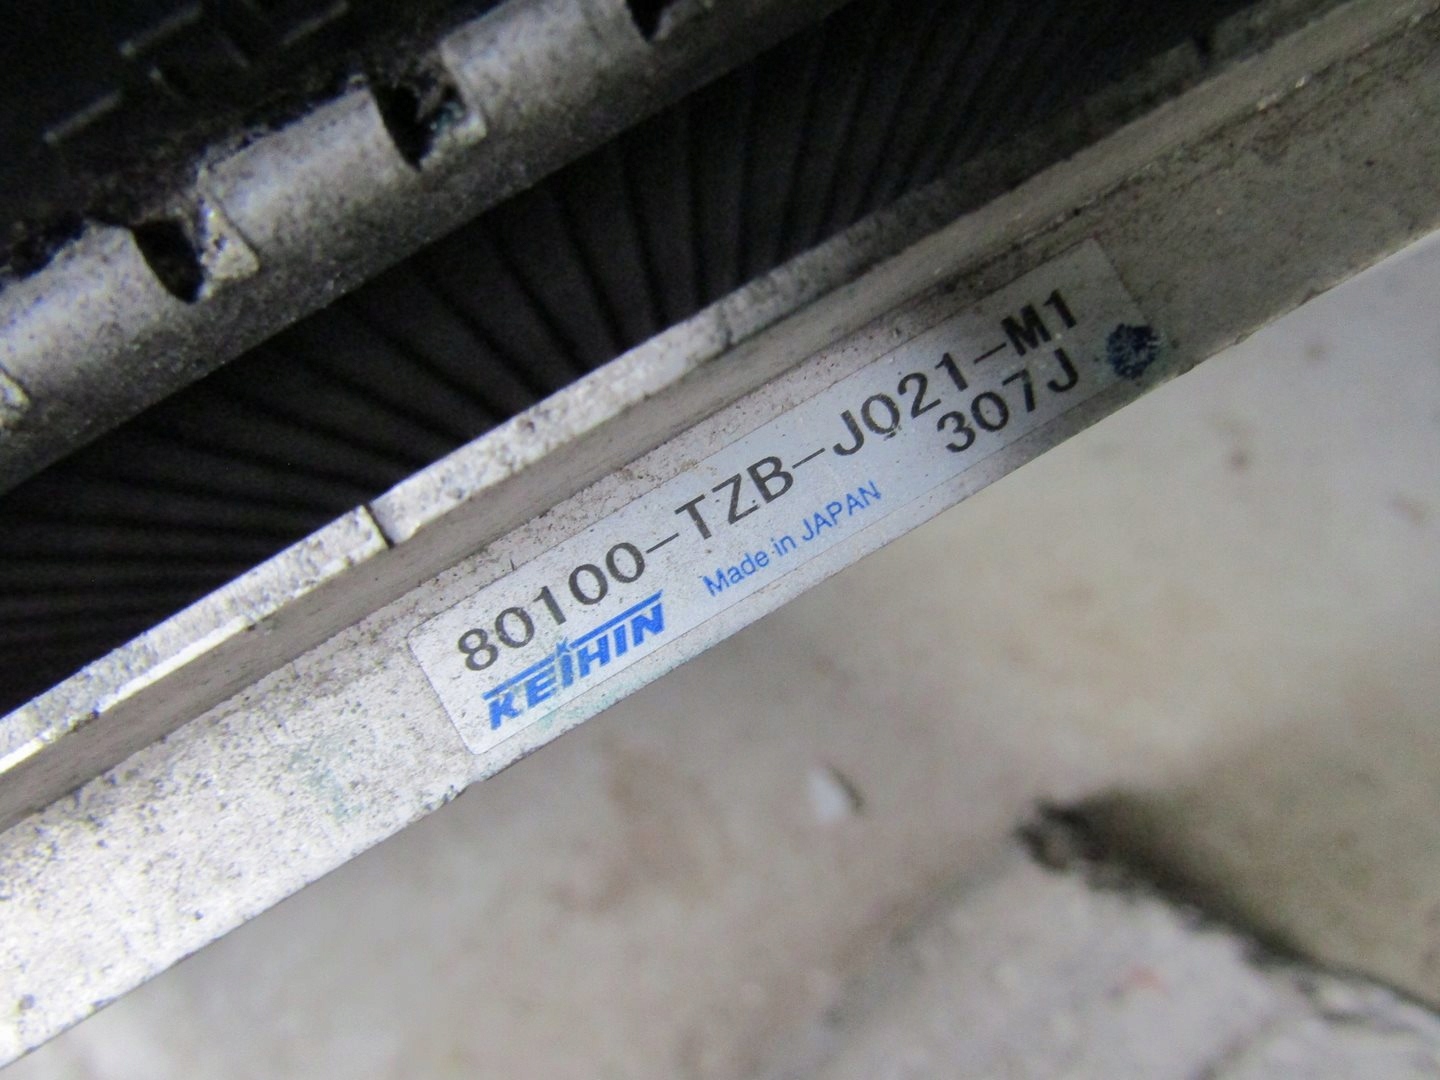 80100-TZB-J021-M1
307J
KEIHIN
Made in JAPAN